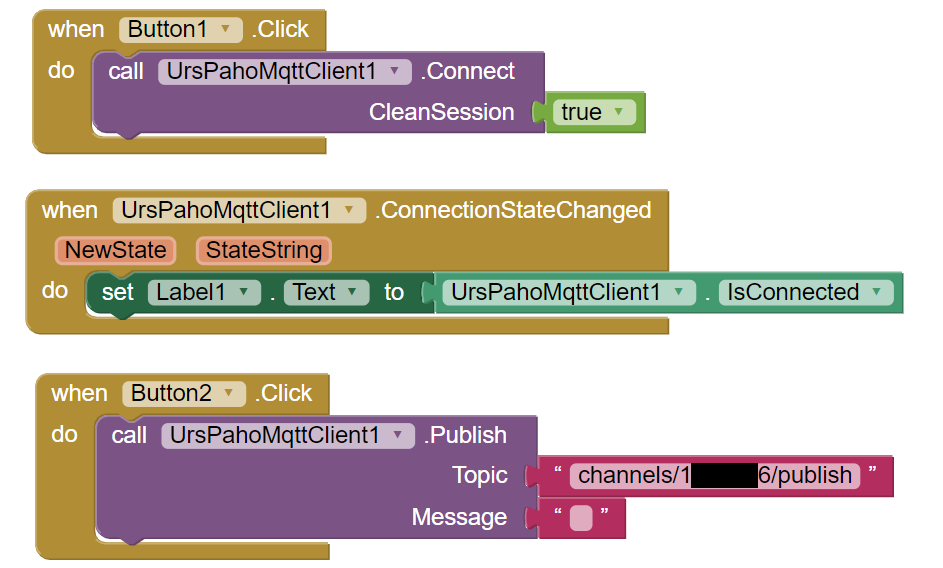 when Button1 .Click
do call UrsPahoMqttClient1 .Connect
CleanSession true
when UrsPahoMqttClient1 .ConnectionStateChanged
NewState StateString
do set Label1 . Text to UrsPahoMqttClient1 . IsConnected
when Button2 .Click
do call UrsPahoMqttClient1 .Publish
Topic “ channels/1 6/publish ”
Message “ ”